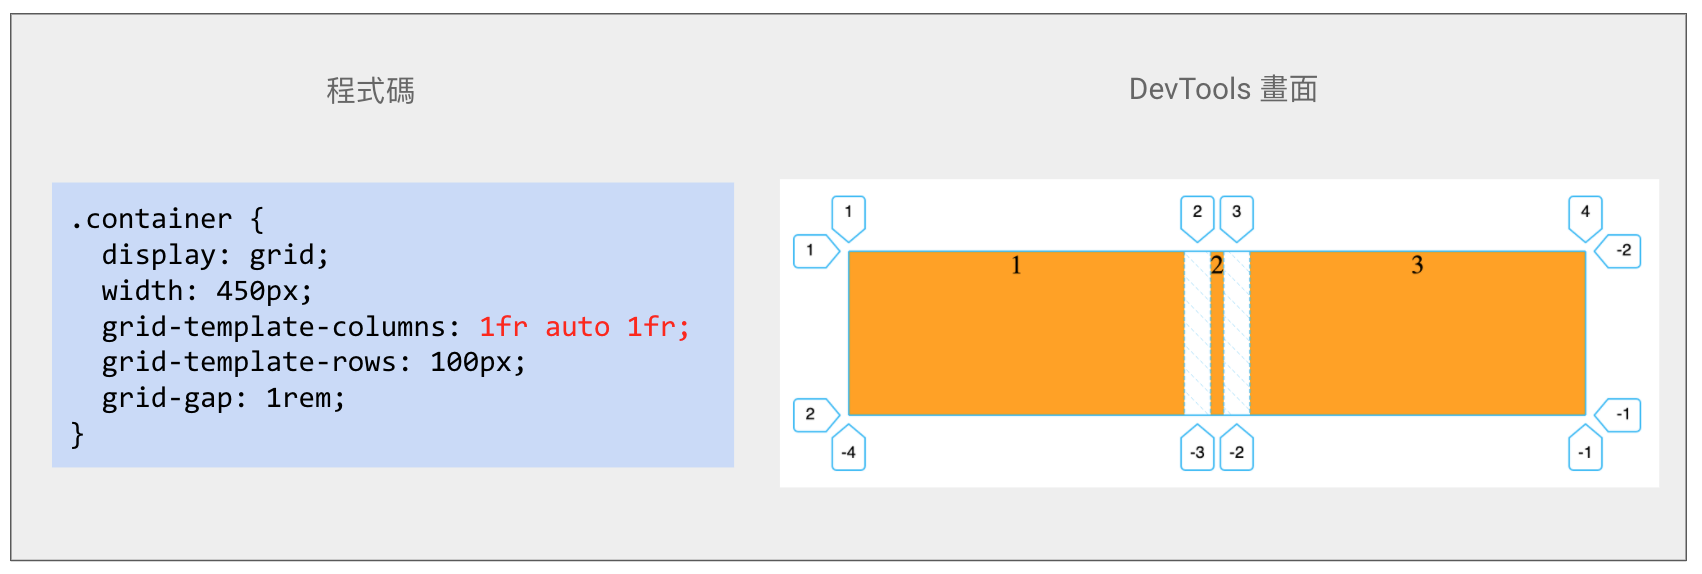 程式碼
DevTools 畫面
.container {
  display: grid;
  width: 450px;
  grid-template-columns: 1fr auto 1fr;
  grid-template-rows: 100px;
  grid-gap: 1rem;
}
1 2 3 4
1 -2
1 2 3
2 -1
-4 -3 -2 -1